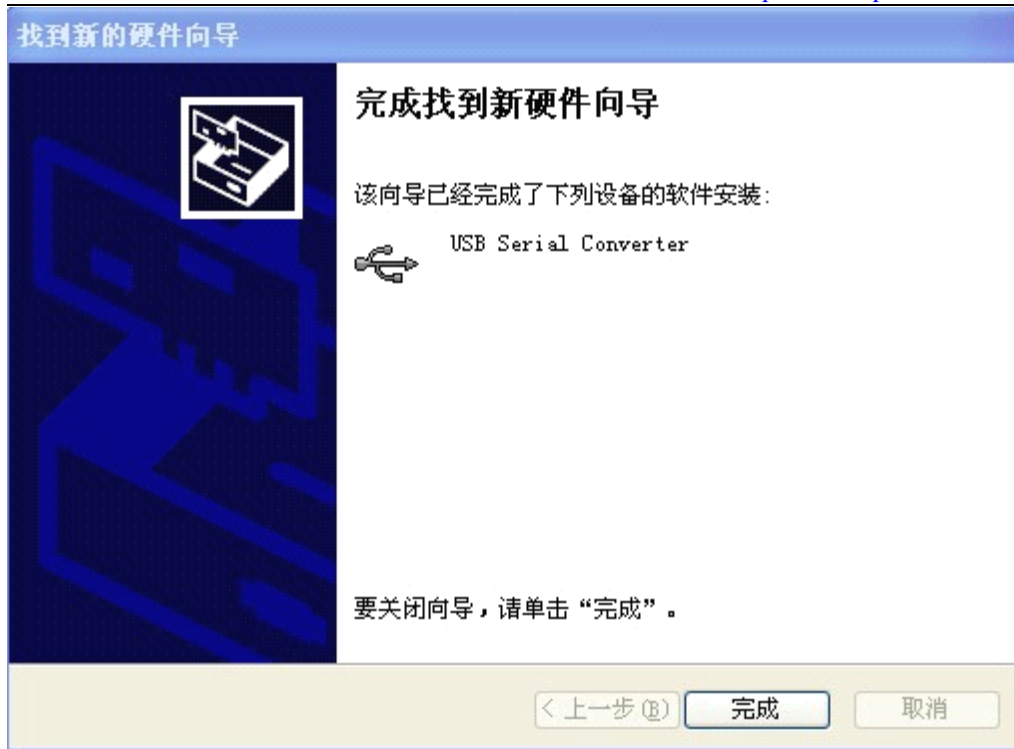 找到新的硬件向导
完成找到新硬件向导
该向导已经完成了下列设备的软件安装:
USB Serial Converter
要关闭向导，请单击“完成”。
< 上一步(B)
完成
取消